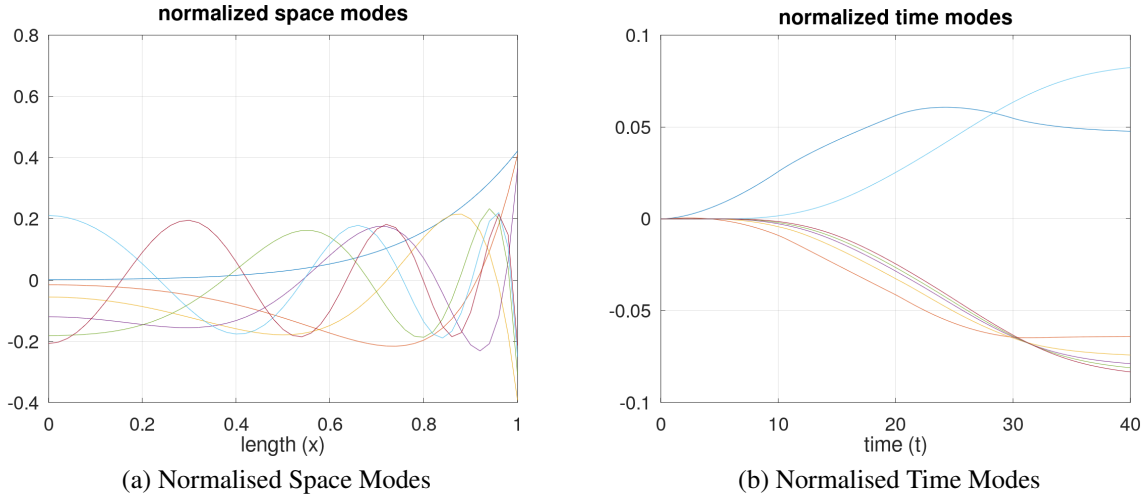 normalized space modes
0.8
0.6
0.4
0.2
0
-0.2
-0.4
0 0.2 0.4 0.6 0.8 1
length (x)
(a) Normalised Space Modes
normalized time modes
0.1
0.05
0
-0.05
-0.1
0 10 20 30 40
time (t)
(b) Normalised Time Modes